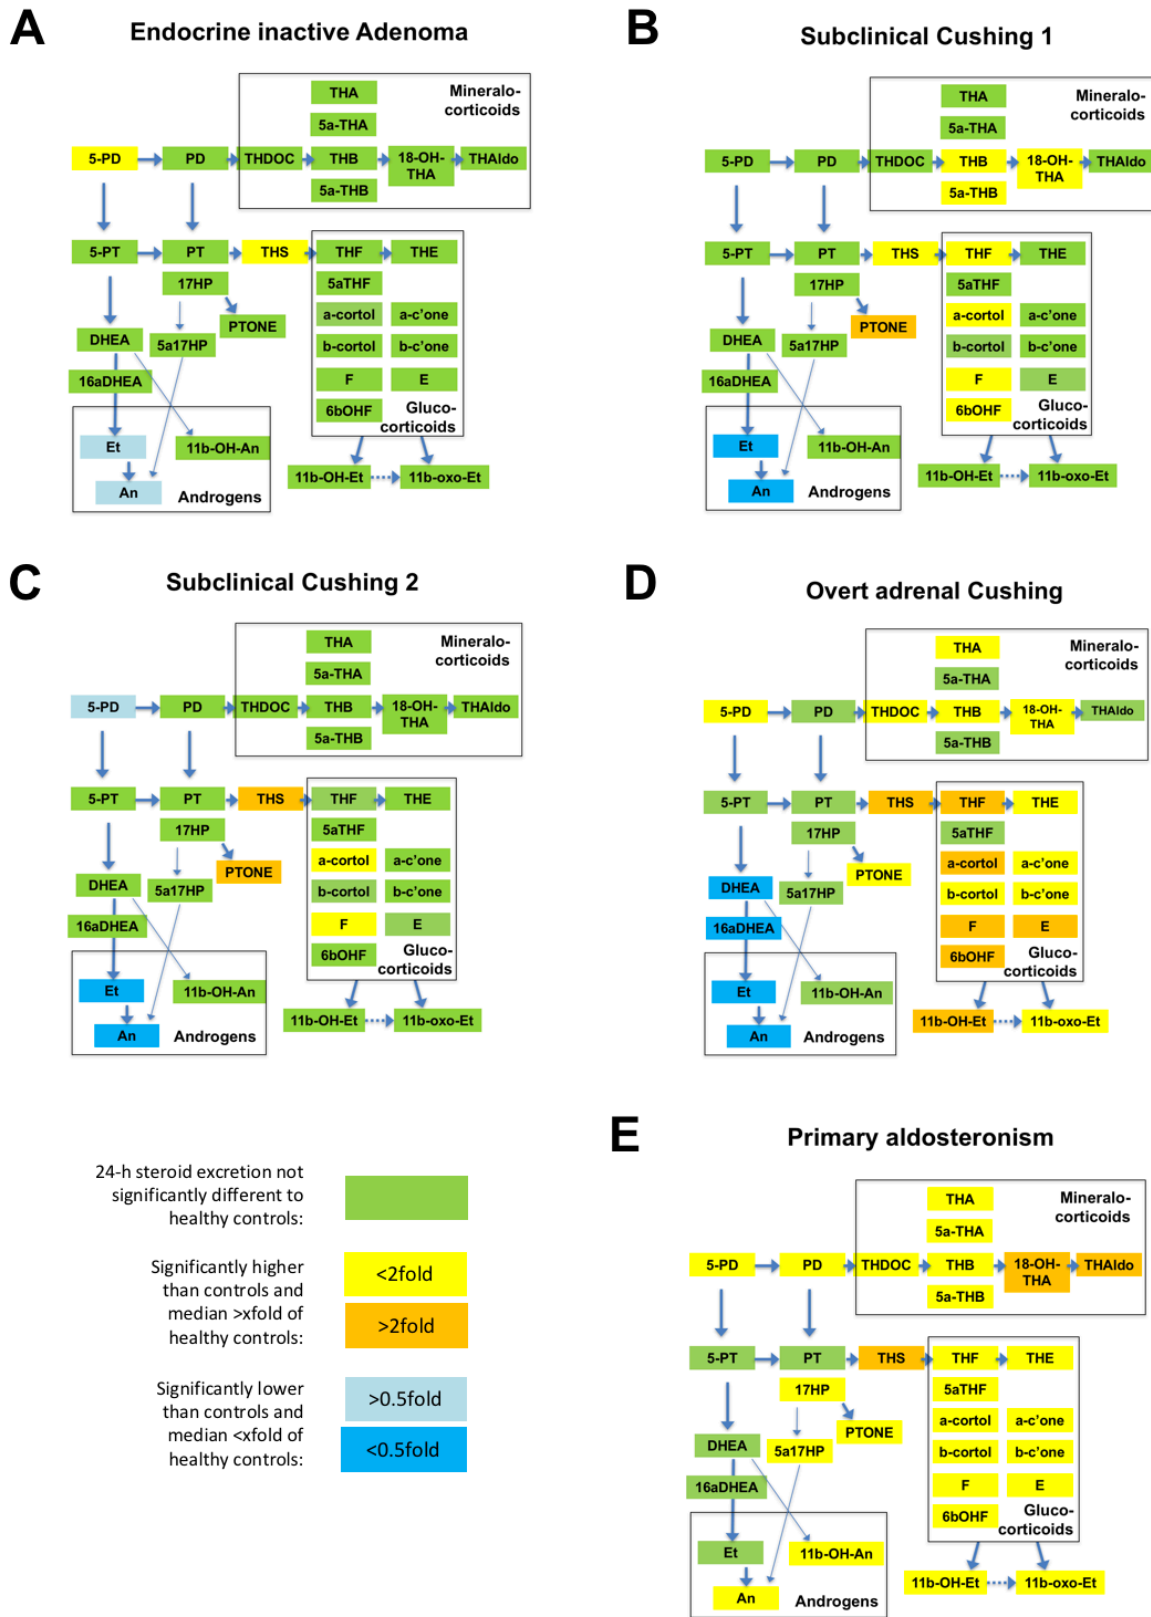 A
Endocrine inactive Adenoma
THA
Mineralo-
corticoids
5a-THA
5-PD
PD
THDOC
THB
18-OH-
THA
THAldo
5a-THB
5-PT
PT
THS
THF
THE
17HP
5aTHF
PTONE
a-cortol
a-c'one
DHEA
5a17HP
b-cortol
b-c'one
16aDHEA
F
E
6bOHF
Gluco-
corticoids
Et
11b-OH-An
An
Androgens
11b-OH-Et
11b-oxo-Et
B
Subclinical Cushing 1
THA
Mineralo-
corticoids
5a-THA
5-PD
PD
THDOC
THB
18-OH-
THA
THAldo
5a-THB
5-PT
PT
THS
THF
THE
17HP
5aTHF
PTONE
a-cortol
a-c'one
DHEA
5a17HP
b-cortol
b-c'one
16aDHEA
F
E
6bOHF
Gluco-
corticoids
Et
11b-OH-An
An
Androgens
11b-OH-Et
11b-oxo-Et
C
Subclinical Cushing 2
THA
Mineralo-
corticoids
5a-THA
5-PD
PD
THDOC
THB
18-OH-
THA
THAldo
5a-THB
5-PT
PT
THS
THF
THE
17HP
5aTHF
PTONE
a-cortol
a-c'one
DHEA
5a17HP
b-cortol
b-c'one
16aDHEA
F
E
6bOHF
Gluco-
corticoids
Et
11b-OH-An
An
Androgens
11b-OH-Et
11b-oxo-Et
D
Overt adrenal Cushing
THA
Mineralo-
corticoids
5a-THA
5-PD
PD
THDOC
THB
18-OH-
THA
THAldo
5a-THB
5-PT
PT
THS
THF
THE
17HP
5aTHF
PTONE
a-cortol
a-c'one
DHEA
5a17HP
b-cortol
b-c'one
16aDHEA
F
E
6bOHF
Gluco-
corticoids
Et
11b-OH-An
An
Androgens
11b-OH-Et
11b-oxo-Et
24-h steroid excretion not
significantly different to
healthy controls:
Significantly higher
than controls and
median >xfold of
healthy controls:
<2fold
>2fold
Significantly lower
than controls and
median <xfold of
healthy controls:
>0.5fold
<0.5fold
E
Primary aldosteronism
THA
Mineralo-
corticoids
5a-THA
5-PD
PD
THDOC
THB
18-OH-
THA
THAldo
5a-THB
5-PT
PT
THS
THF
THE
17HP
5aTHF
PTONE
a-cortol
a-c'one
DHEA
5a17HP
b-cortol
b-c'one
16aDHEA
F
E
6bOHF
Gluco-
corticoids
Et
11b-OH-An
An
Androgens
11b-OH-Et
11b-oxo-Et